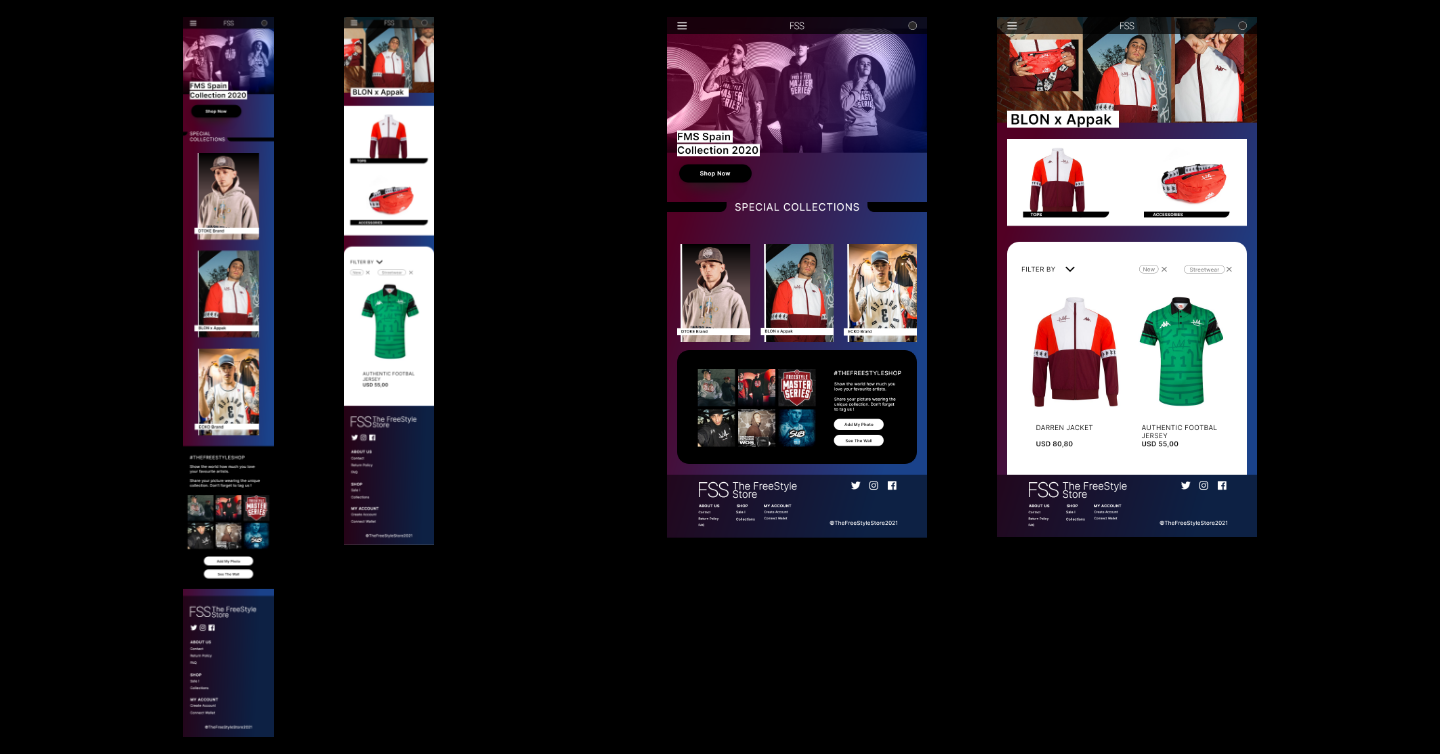 FSS
FMS Spain
Collection 2020
Shop Now
SPECIAL
COLLECTIONS
DTOKE Brand
BLON x Appak
ECKO Brand
#THEFREESTYLESHOP
Show the world how much you love
your favourite artists.
Share your picture wearing the unique
collection. Don't forget to tag us !
FREESTYLE
MASTER
SERIES
Add My Photo
See The Wall
FSS The FreeStyle
Store
ABOUT US
Contact
Return Policy
FAQ
SHOP
Sale !
Collections
MY ACCOUNT
Create Account
Connect Wallet
©TheFreeStyleStore2021
FSS
BLON x Appak
TOPS
ACCESSORIES
FILTER BY
New
Streetwear
AUTHENTIC FOOTBAL
JERSEY
USD 55,00
FSS The FreeStyle
Store
ABOUT US
Contact
Return Policy
FAQ
SHOP
Sale !
Collections
MY ACCOUNT
Create Account
Connect Wallet
©TheFreeStyleStore2021
FSS
FMS Spain
Collection 2020
Shop Now
SPECIAL COLLECTIONS
DTOKE Brand
BLON x Appak
ECKO Brand
FREESTYLE
MASTER
SERIES
#THEFREESTYLESHOP
Show the world how much you
love your favourite artists.
Share your picture wearing the
unique collection. Don't forget
to tag us !
Add My Photo
See The Wall
FSS The FreeStyle
Store
ABOUT US SHOP MY ACCOUNT
Contact Sale ! Create Account
Return Policy Collections Connect Wallet
FAQ
©TheFreeStyleStore2021
FSS
BLON x Appak
TOPS
ACCESSORIES
FILTER BY
New
Streetwear
DARREN JACKET
USD 80,80
AUTHENTIC FOOTBAL
JERSEY
USD 55,00
FSS The FreeStyle
Store
ABOUT US SHOP MY ACCOUNT
Contact Sale ! Create Account
Return Policy Collections Connect Wallet
FAQ
©TheFreeStyleStore2021